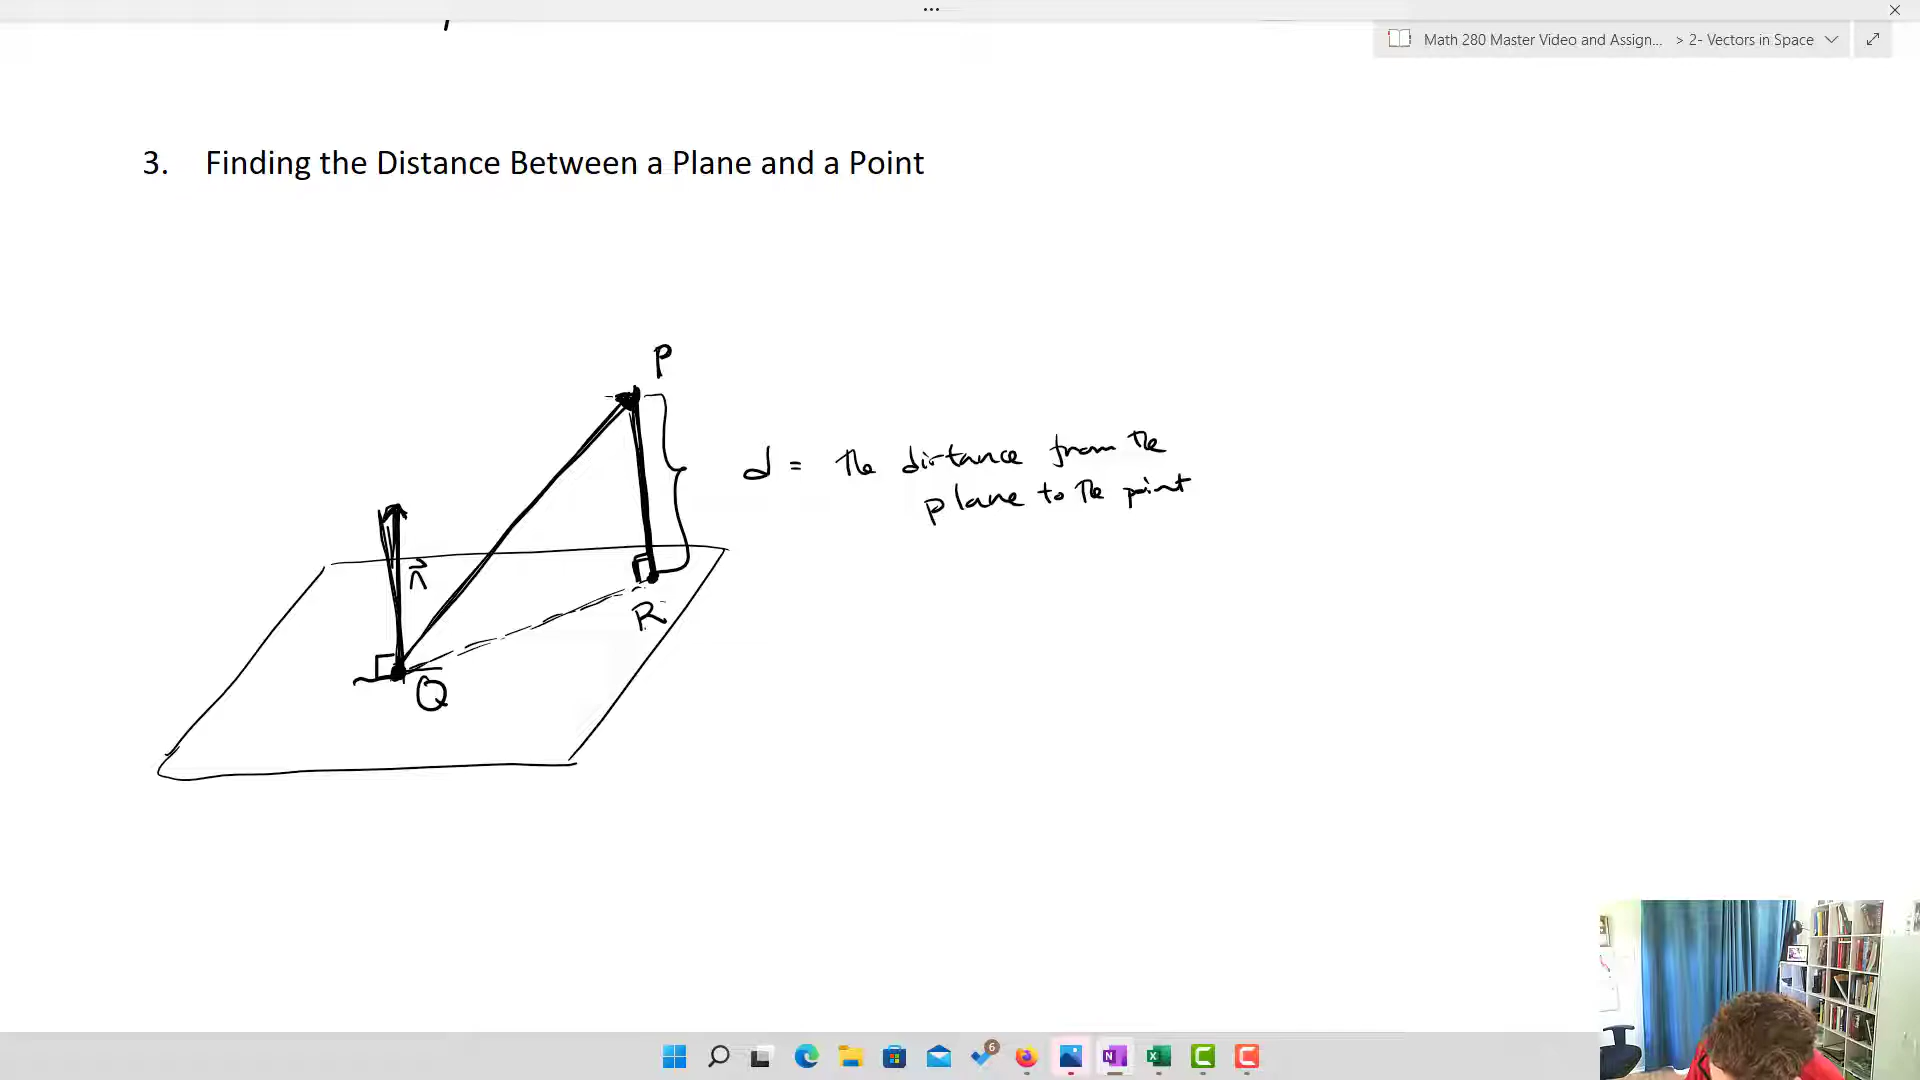 Math 280 Master Video and Assign... > 2- Vectors in Space
3. Finding the Distance Between a Plane and a Point
P
d = the distance from the
plane to the point
n⃗
R
Q
6